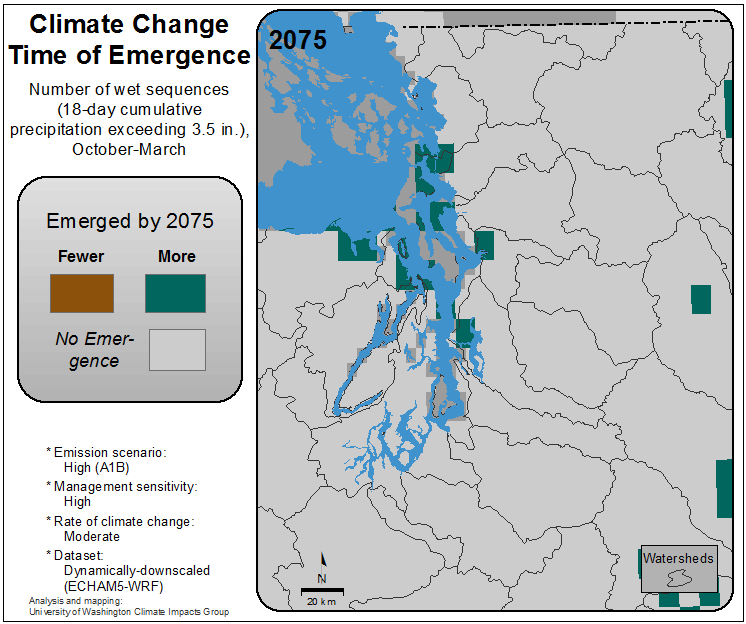 Climate Change
Time of Emergence
Number of wet sequences
(18-day cumulative
precipitation exceeding 3.5 in.),
October-March
Emerged by 2075
Fewer
More
No Emer-
gence
* Emission scenario:
High (A1B)
* Management sensitivity:
High
* Rate of climate change:
Moderate
* Dataset:
Dynamically-downscaled
(ECHAM5-WRF)
Analysis and mapping:
University of Washington Climate Impacts Group
2075
N
20 km
Watersheds